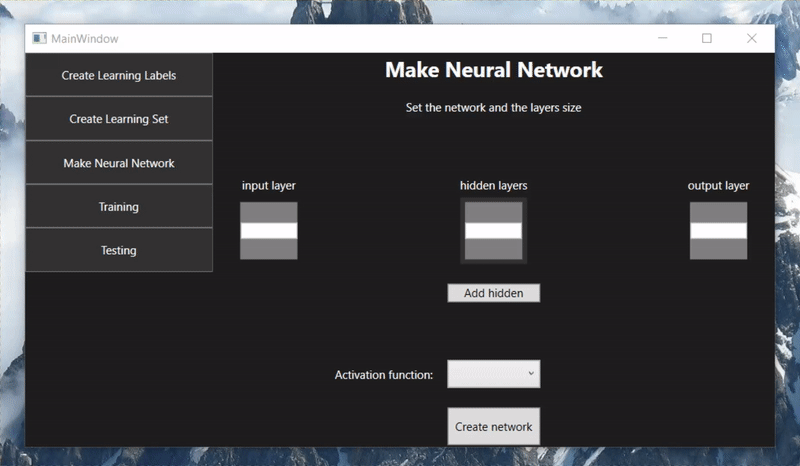 MainWindow
Create Learning Labels
Create Learning Set
Make Neural Network
Training
Testing
Make Neural Network
Set the network and the layers size
input layer
hidden layers
output layer
Add hidden
Activation function:
Create network